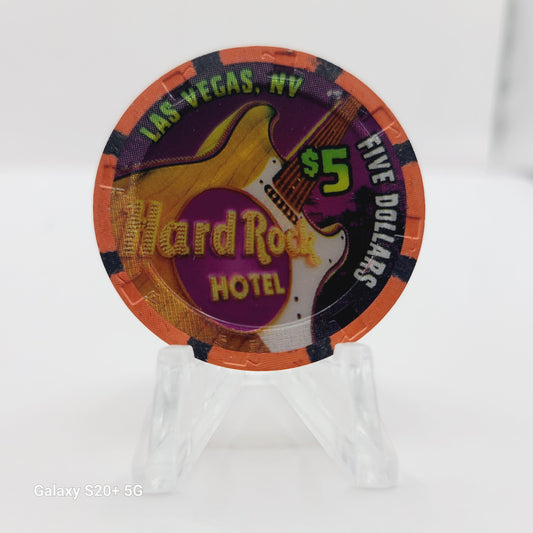 LAS VEGAS, NV
$5
FIVE DOLLARS
Hard Rock
HOTEL
Galaxy S20+ 5G